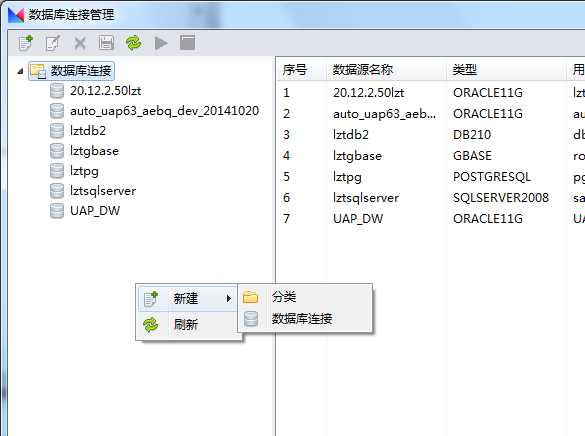 数据库连接管理
数据库连接
20.12.2.50lzt
auto_uap63_aebq_dev_20141020
lztdb2
lztgbase
lztpg
lztsqlserver
UAP_DW
序号 数据源名称 类型 用
1 20.12.2.50lzt ORACLE11G lzt
2 auto_uap63_aeb... ORACLE11G au
3 lztdb2 DB210 db
4 lztgbase GBASE ro
5 lztpg POSTGRESQL pg
6 lztsqlserver SQLSERVER2008 sa
7 UAP_DW ORACLE11G UA
新建
刷新
分类
数据库连接